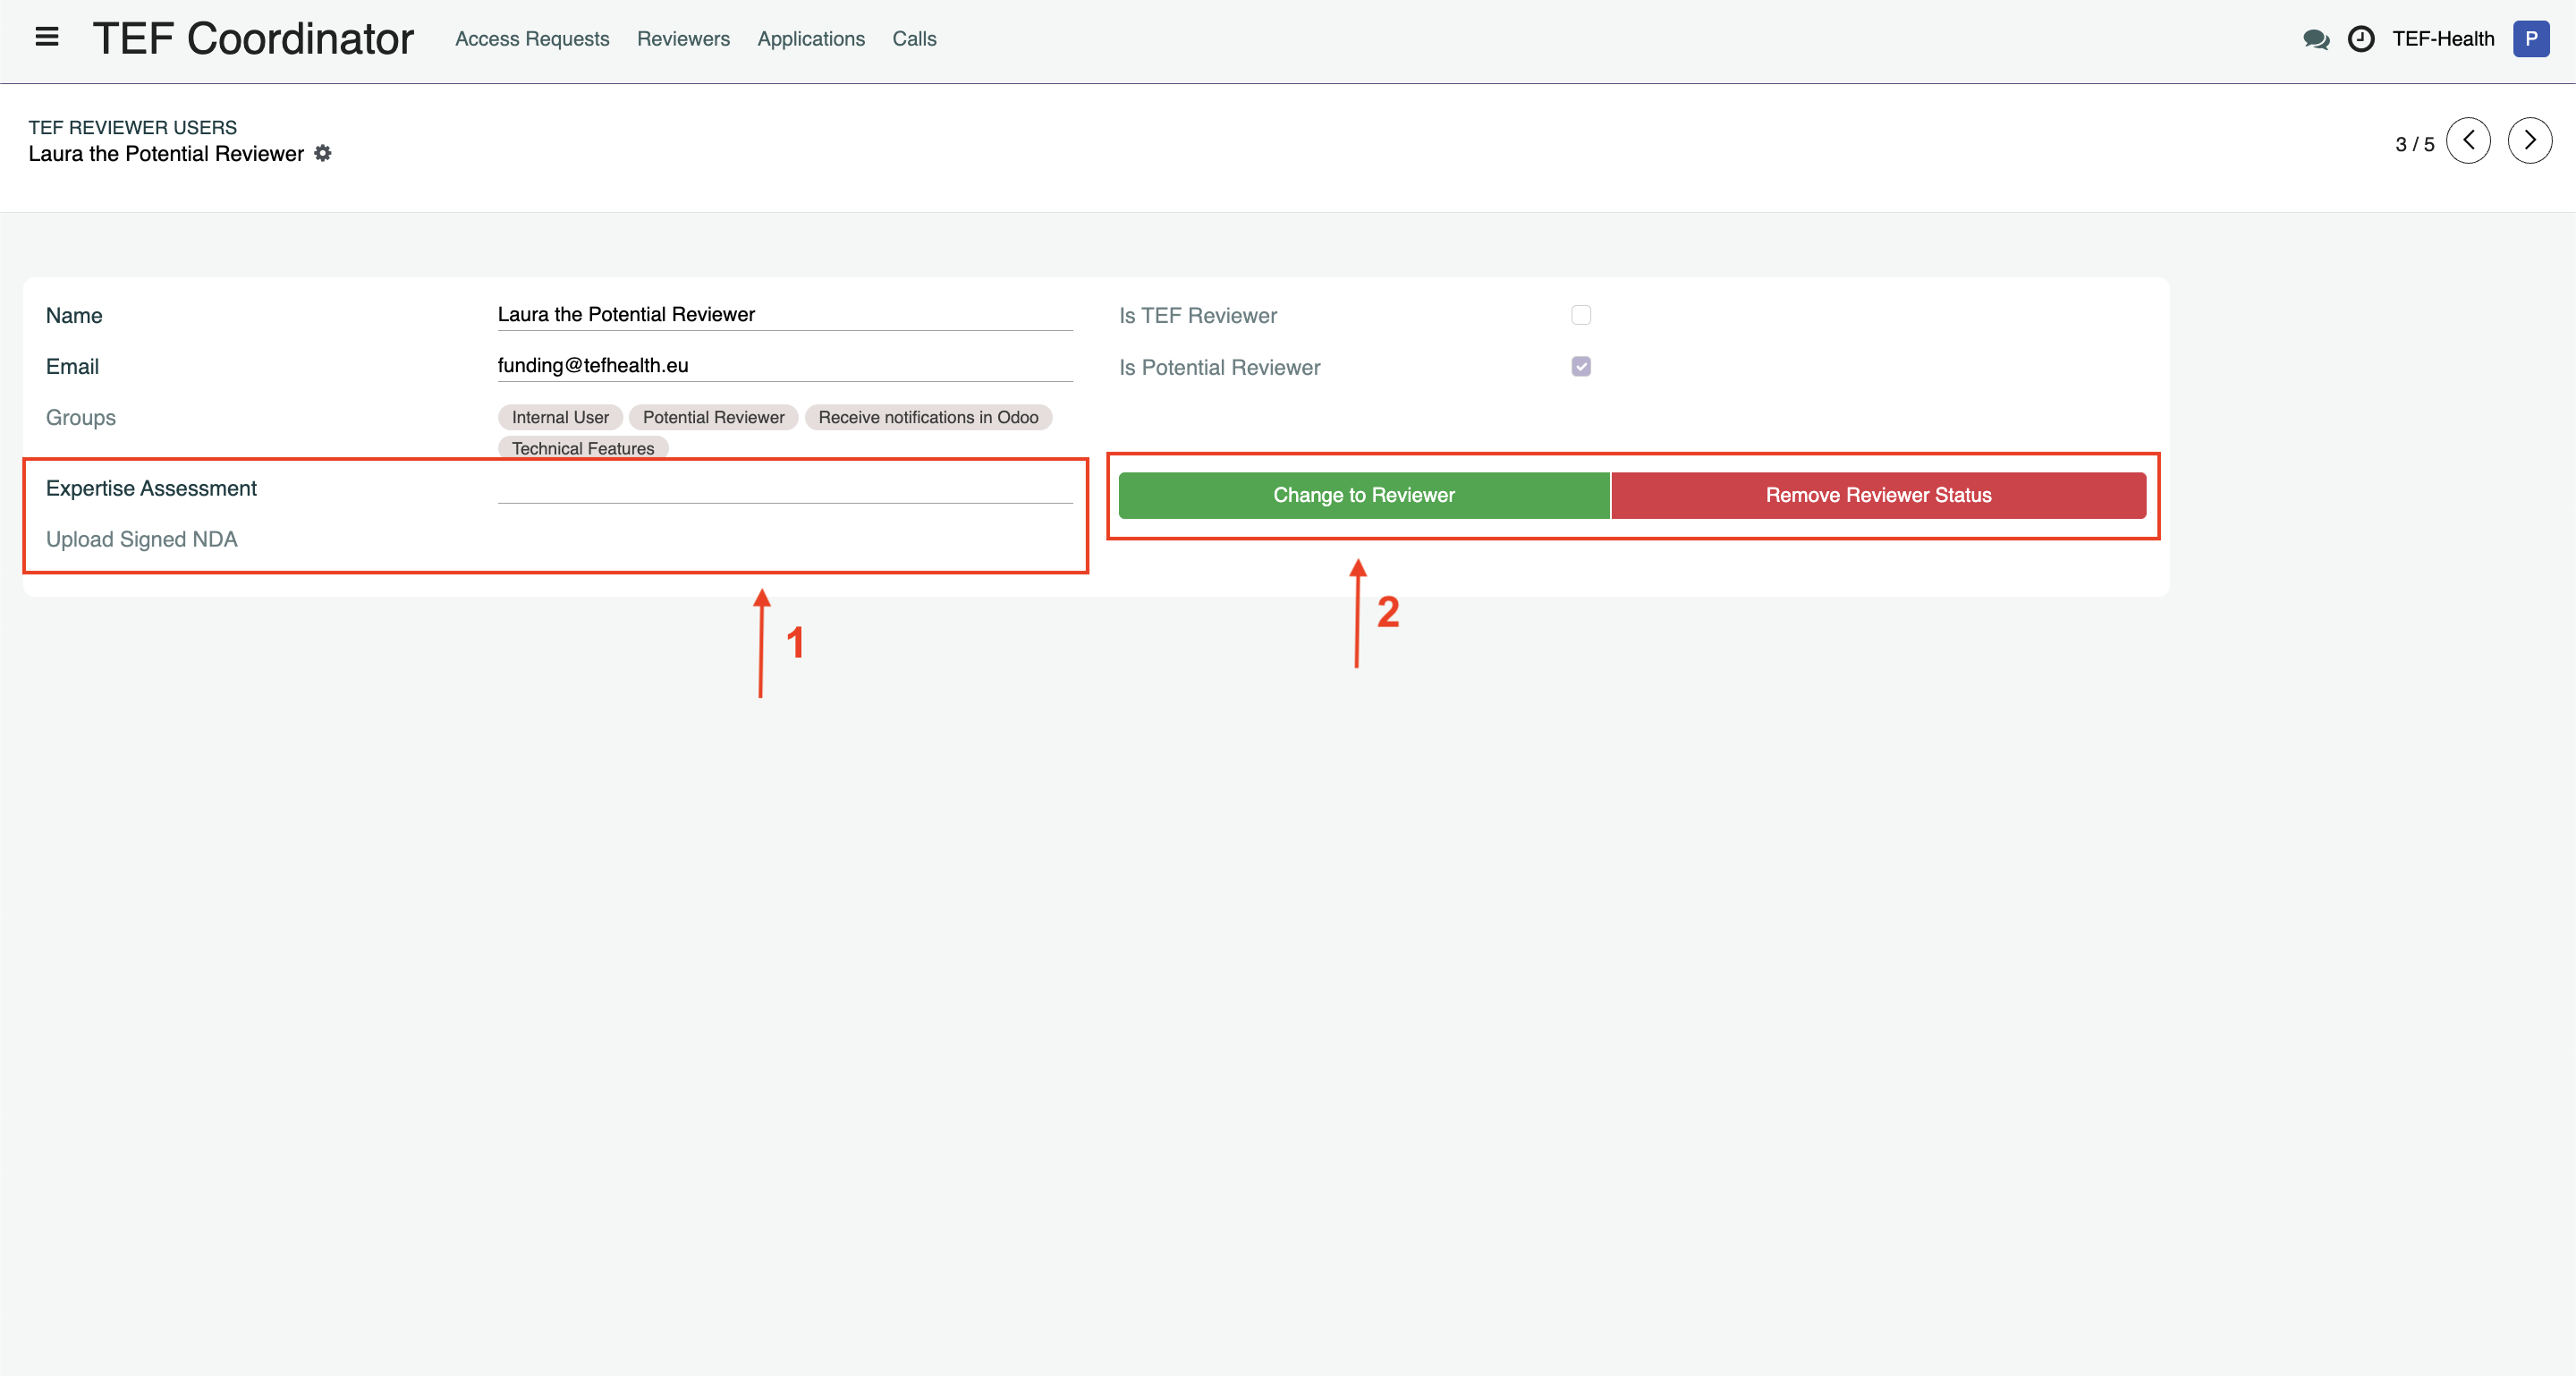 TEF Coordinator Access Requests Reviewers Applications Calls TEF-Health P
TEF REVIEWER USERS
Laura the Potential Reviewer
3 / 5
Name Laura the Potential Reviewer Is TEF Reviewer
Email funding@tefhealth.eu Is Potential Reviewer
Groups Internal User Potential Reviewer Receive notifications in Odoo
Technical Features
Expertise Assessment Change to Reviewer Remove Reviewer Status
Upload Signed NDA
1
2